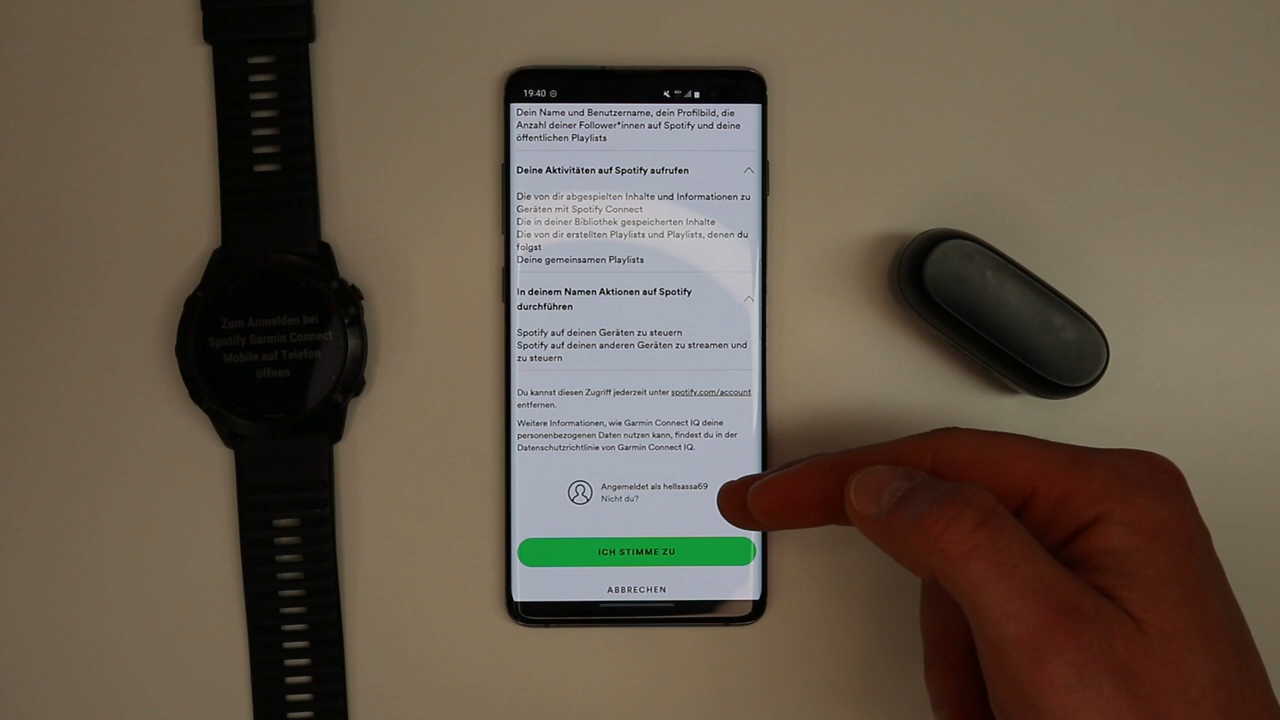 19:40
Dein Name und Benutzername, dein Profilbild, die
Anzahl deiner Follower*innen auf Spotify und deine
öffentlichen Playlists
Deine Aktivitäten auf Spotify aufrufen
Die von dir abgespielten Inhalte und Informationen zu
Geräten mit Spotify Connect
Die in deiner Bibliothek gespeicherten Inhalte
Die von dir erstellten Playlists und Playlists, denen du
folgst
Deine gemeinsamen Playlists
In deinem Namen Aktionen auf Spotify
durchführen
Spotify auf deinen Geräten zu steuern
Spotify auf deinen anderen Geräten zu streamen und
zu steuern
Du kannst diesen Zugriff jederzeit unter spotify.com/account
entfernen.
Weitere Informationen, wie Garmin Connect IQ deine
personenbezogenen Daten nutzen kann, findest du in der
Datenschutzrichtlinie von Garmin Connect IQ.
Angemeldet als hellsassa69
Nicht du?
ICH STIMME ZU
ABBRECHEN
Zum Anmelden bei
Spotify Garmin Connect
Mobile auf Telefon
öffnen